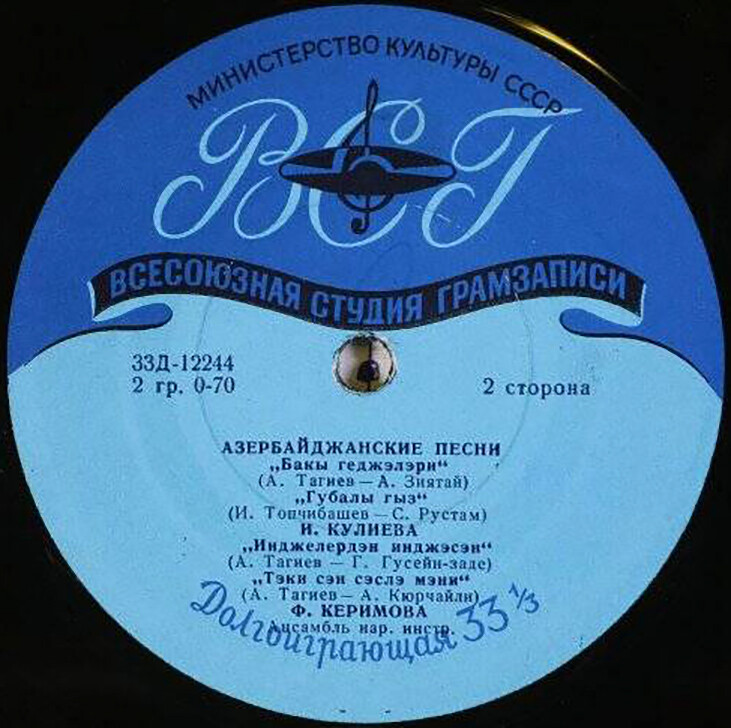 МИНИСТЕРСТВО КУЛЬТУРЫ СССР
ВСГ
ВСЕСОЮЗНАЯ СТУДИЯ ГРАМЗАПИСИ
33Д-12244
2 гр. 0-70
2 сторона
АЗЕРБАЙДЖАНСКИЕ ПЕСНИ
„Бакы геджэлэри“
(А. Тагиев — А. Зиятай)
„Губалы гыз“
(И. Топчибашев — С. Рустам)
И. КУЛИЕВА
„Инджелердэн инджэсэн“
(А. Тагиев — Г. Гусейн-заде)
„Тэки сэн сэслэ мэни“
(А. Тагиев — А. Кюрчайли)
Ф. КЕРИМОВА
Ансамбль нар. инстр.
Долгоиграющая 33 1/3